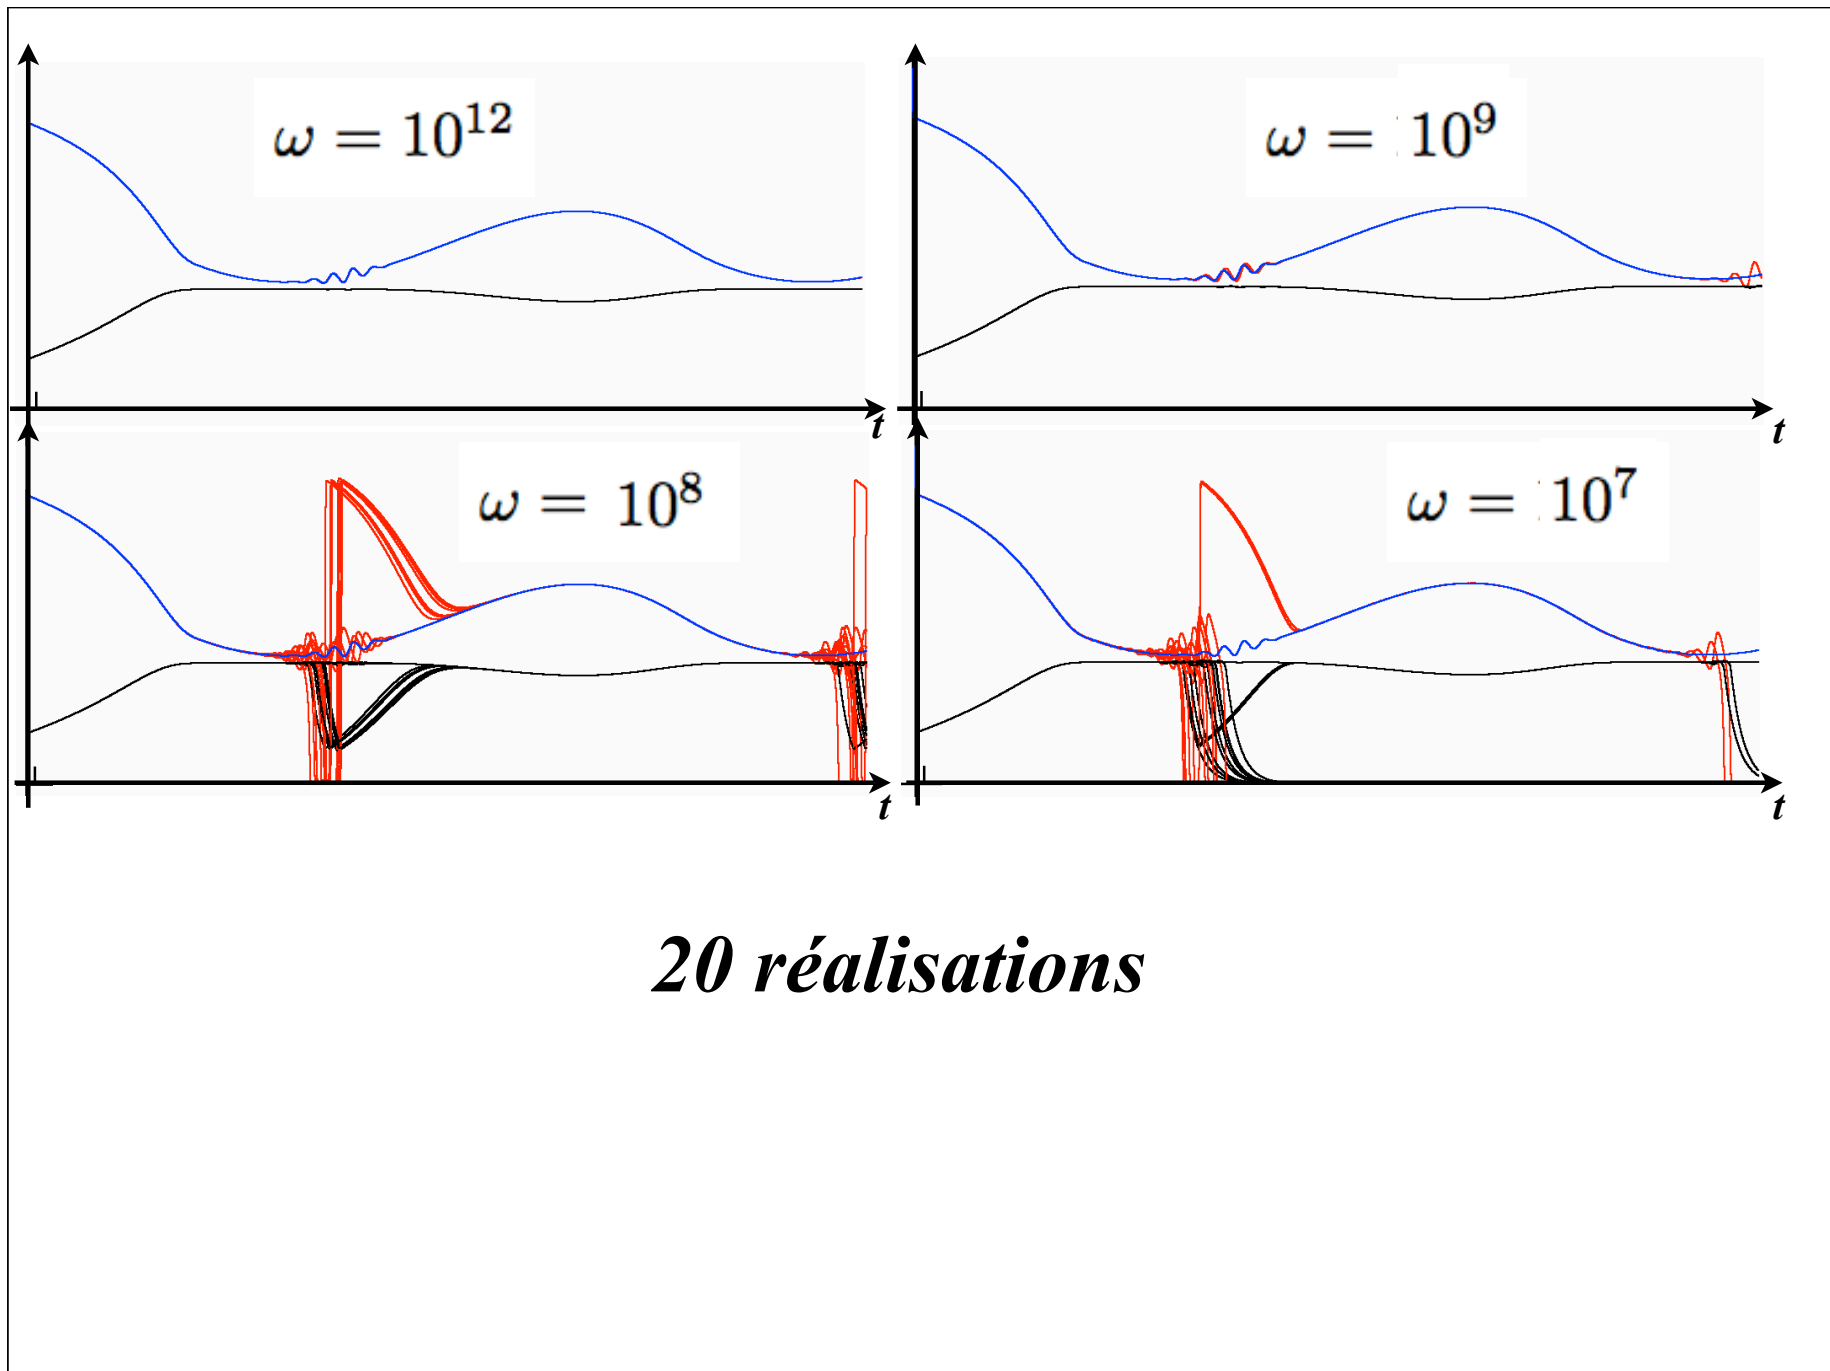 ω = 10¹²
ω = 10⁹
t
t
ω = 10⁸
ω = 10⁷
t
t
20 réalisations